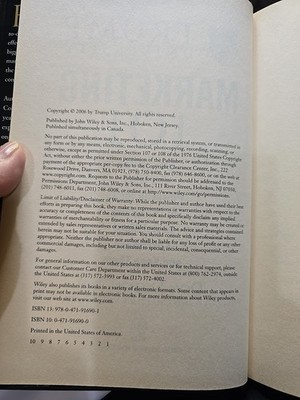 Copyright © 2006 by Trump University. All rights reserved.
Published by John Wiley & Sons, Inc., Hoboken, New Jersey.
Published simultaneously in Canada.
No part of this publication may be reproduced, stored in a retrieval system, or transmitted in
any form or by any means, electronic, mechanical, photocopying, recording, scanning, or
otherwise, except as permitted under Section 107 or 108 of the 1976 United States Copyright
Act, without either the prior written permission of the Publisher, or authorization through
payment of the appropriate per-copy fee to the Copyright Clearance Center, Inc., 222
Rosewood Drive, Danvers, MA 01923, (978) 750-8400, fax (978) 646-8600, or on the web at
www.copyright.com. Requests to the Publisher for permission should be addressed to the
Permissions Department, John Wiley & Sons, Inc., 111 River Street, Hoboken, NJ 07030,
(201) 748-6011, fax (201) 748-6008, or online at http://www.wiley.com/go/permissions.
Limit of Liability/Disclaimer of Warranty: While the publisher and author have used their best
efforts in preparing this book, they make no representations or warranties with respect to the
accuracy or completeness of the contents of this book and specifically disclaim any implied
warranties of merchantability or fitness for a particular purpose. No warranty may be created or
extended by sales representatives or written sales materials. The advice and strategies contained
herein may not be suitable for your situation. You should consult with a professional where
appropriate. Neither the publisher nor author shall be liable for any loss of profit or any other
commercial damages, including but not limited to special, incidental, consequential, or other
damages.
For general information on our other products and services or for technical support, please
contact our Customer Care Department within the United States at (800) 762-2974, outside
the United States at (317) 572-3993 or fax (317) 572-4002.
Wiley also publishes its books in a variety of electronic formats. Some content that appears in
print may not be available in electronic books. For more information about Wiley products,
visit our web site at www.wiley.com.
ISBN 13: 978-0-471-91690-1
ISBN 10: 0-471-91690-0
Printed in the United States of America.
10 9 8 7 6 5 4 3 2 1